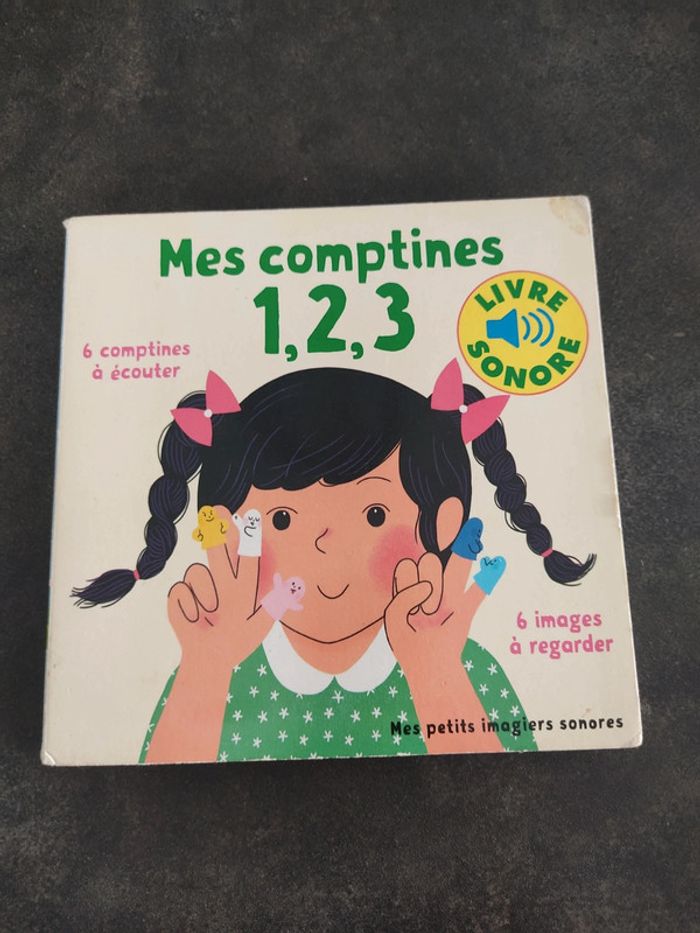 Mes comptines
1, 2, 3
LIVRE
SONORE
6 comptines
à écouter
6 images
à regarder
Mes petits imagiers sonores